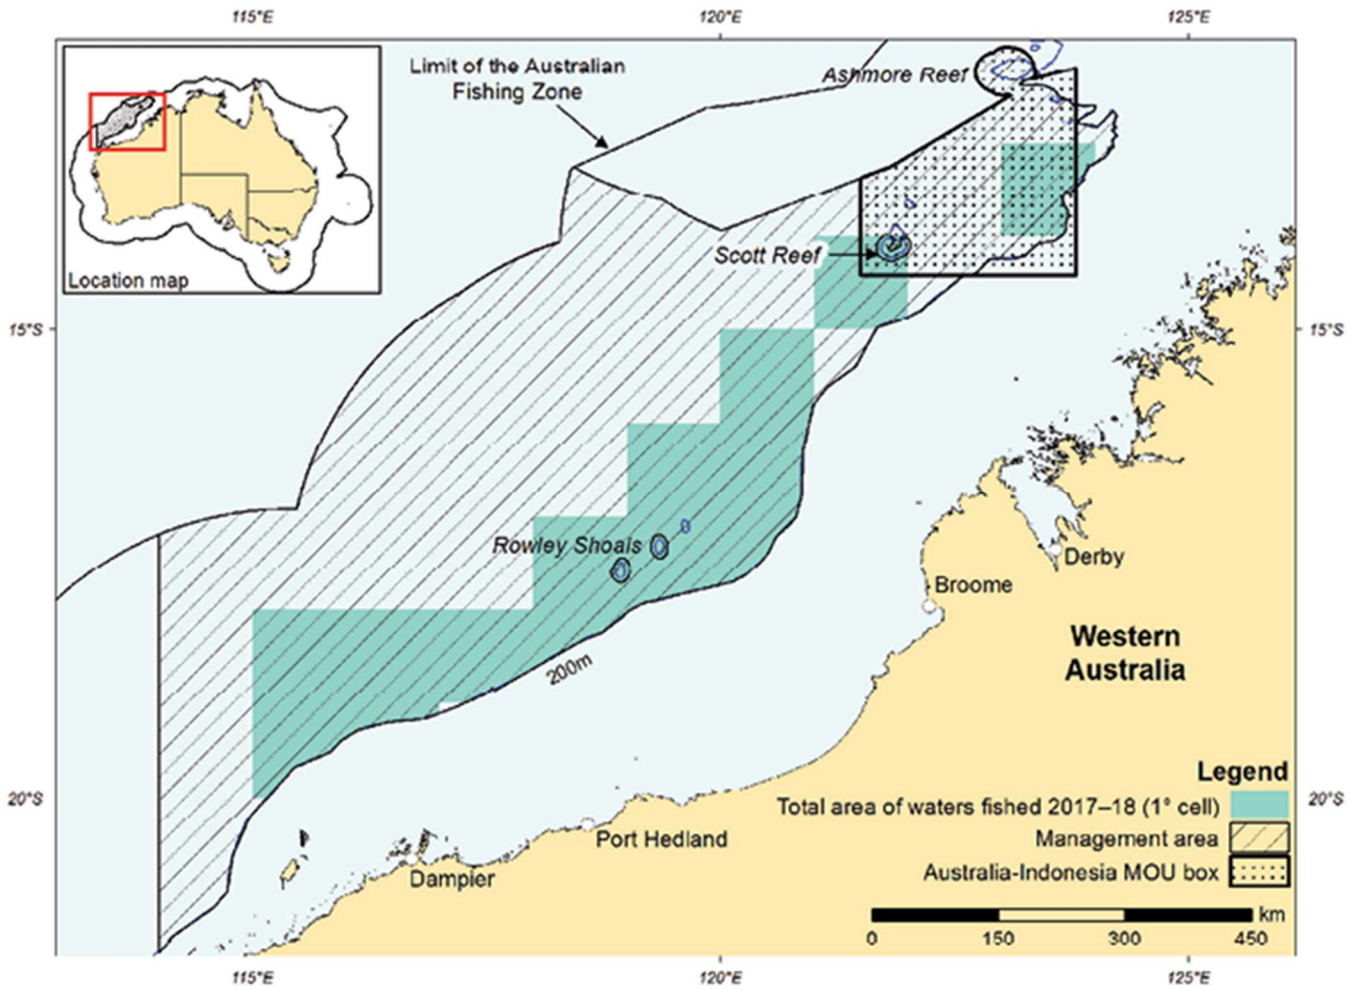 115°E
120°E
125°E
Limit of the Australian
Fishing Zone
Ashmore Reef
Location map
Scott Reef
15°S
15°S
Rowley Shoals
Derby
Broome
Western
Australia
200m
Legend
20°S
20°S
Total area of waters fished 2017–18 (1° cell)
Port Hedland
Management area
Dampier
Australia-Indonesia MOU box
km
0
150
300
450
115°E
120°E
125°E